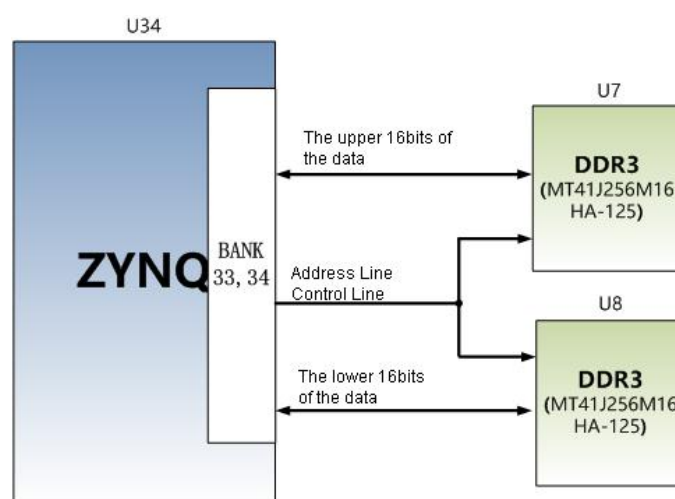 U34
ZYNQ
BANK
33, 34
The upper 16bits of
the data
Address Line
Control Line
The lower 16bits
of the data
U7
DDR3
(MT41J256M16
HA-125)
U8
DDR3
(MT41J256M16
HA-125)